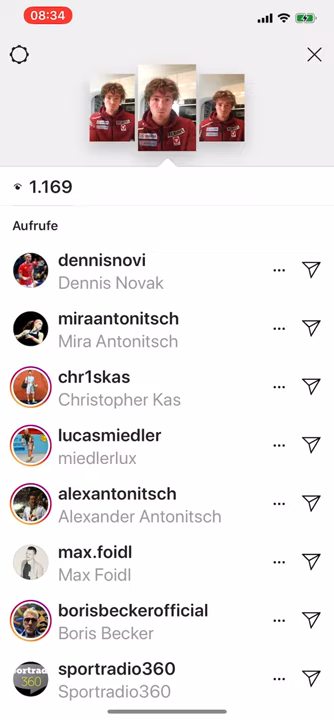 08:34
1.169
Aufrufe
dennisnovi
Dennis Novak
miraantonitsch
Mira Antonitsch
chr1skas
Christopher Kas
lucasmiedler
miedlerlux
alexantonitsch
Alexander Antonitsch
max.foidl
Max Foidl
borisbeckerofficial
Boris Becker
sportradio360
Sportradio360
360